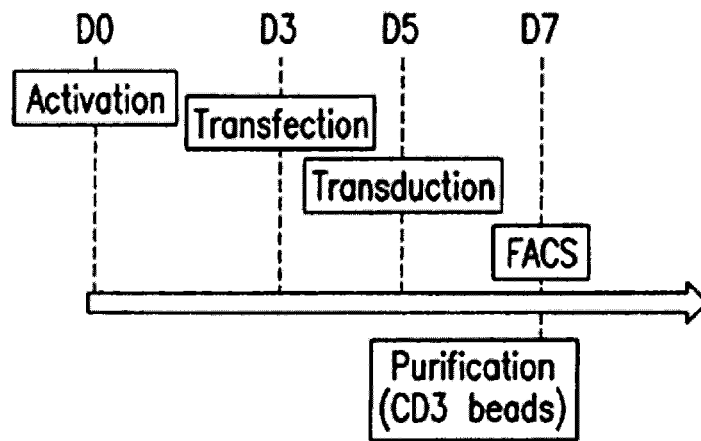 D0 D3 D5 D7
Activation
Transfection
Transduction
FACS
Purification
(CD3 beads)